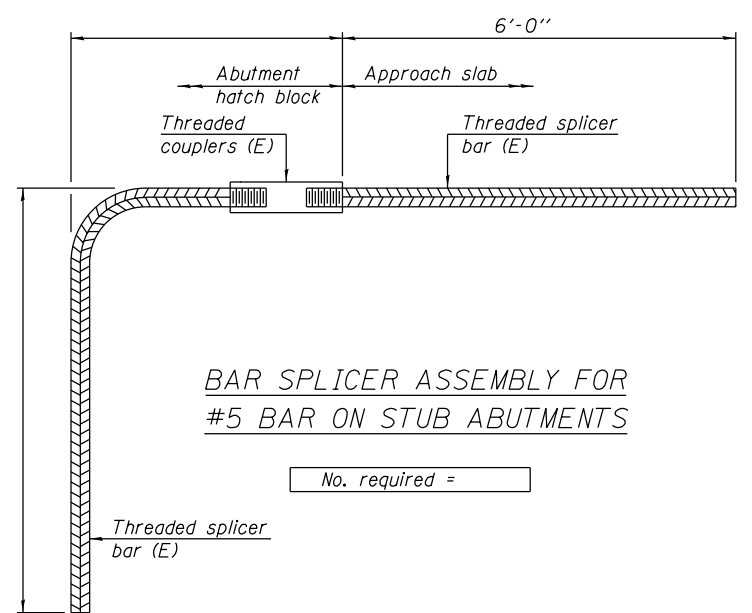 6'-0"
Abutment
hatch block
Approach slab
Threaded
couplers (E)
Threaded splicer
bar (E)
BAR SPLICER ASSEMBLY FOR
#5 BAR ON STUB ABUTMENTS
No. required =
Threaded splicer
bar (E)